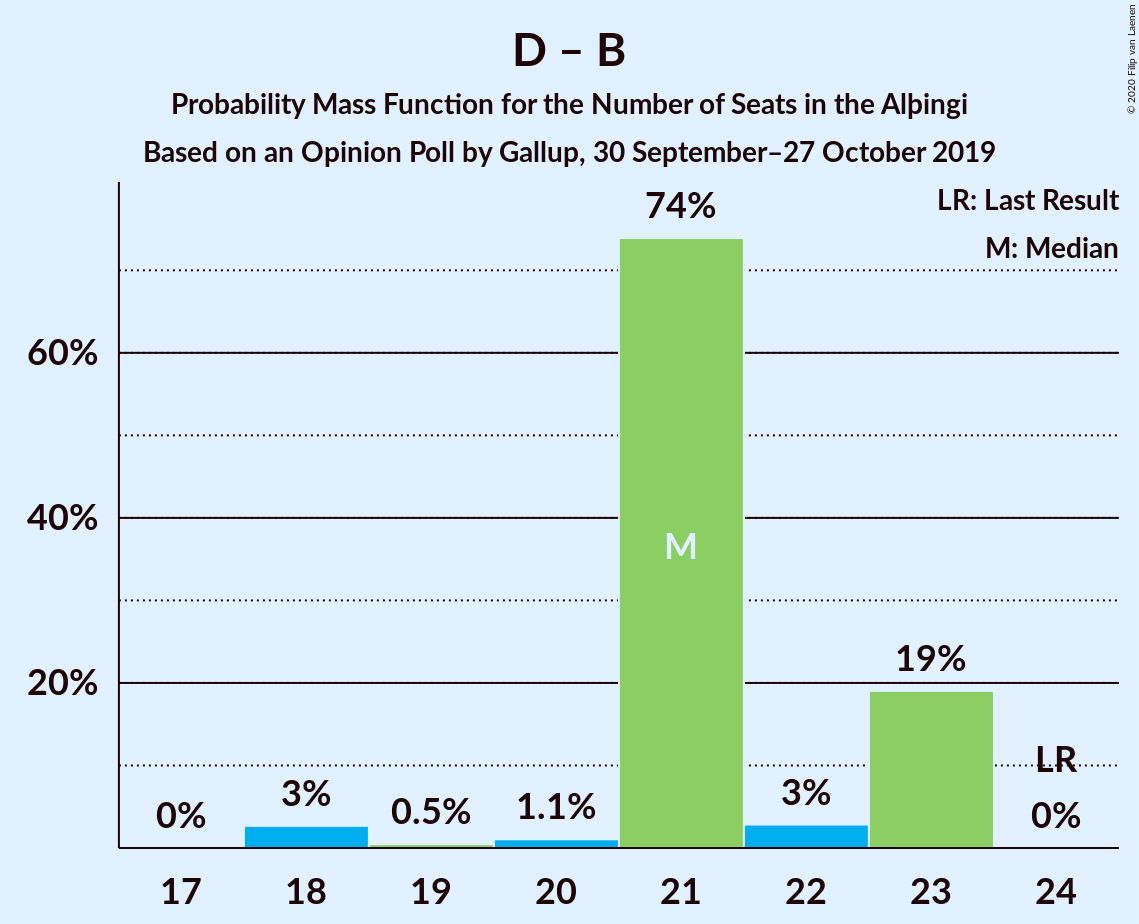 D – B
Probability Mass Function for the Number of Seats in the Alþingi
Based on an Opinion Poll by Gallup, 30 September–27 October 2019
© 2020 Filip van Laenen
LR: Last Result
M: Median
74%
60%
40%
M
19%
20%
LR
0%
3%
0.5%
1.1%
3%
0%
17 18 19 20 21 22 23 24